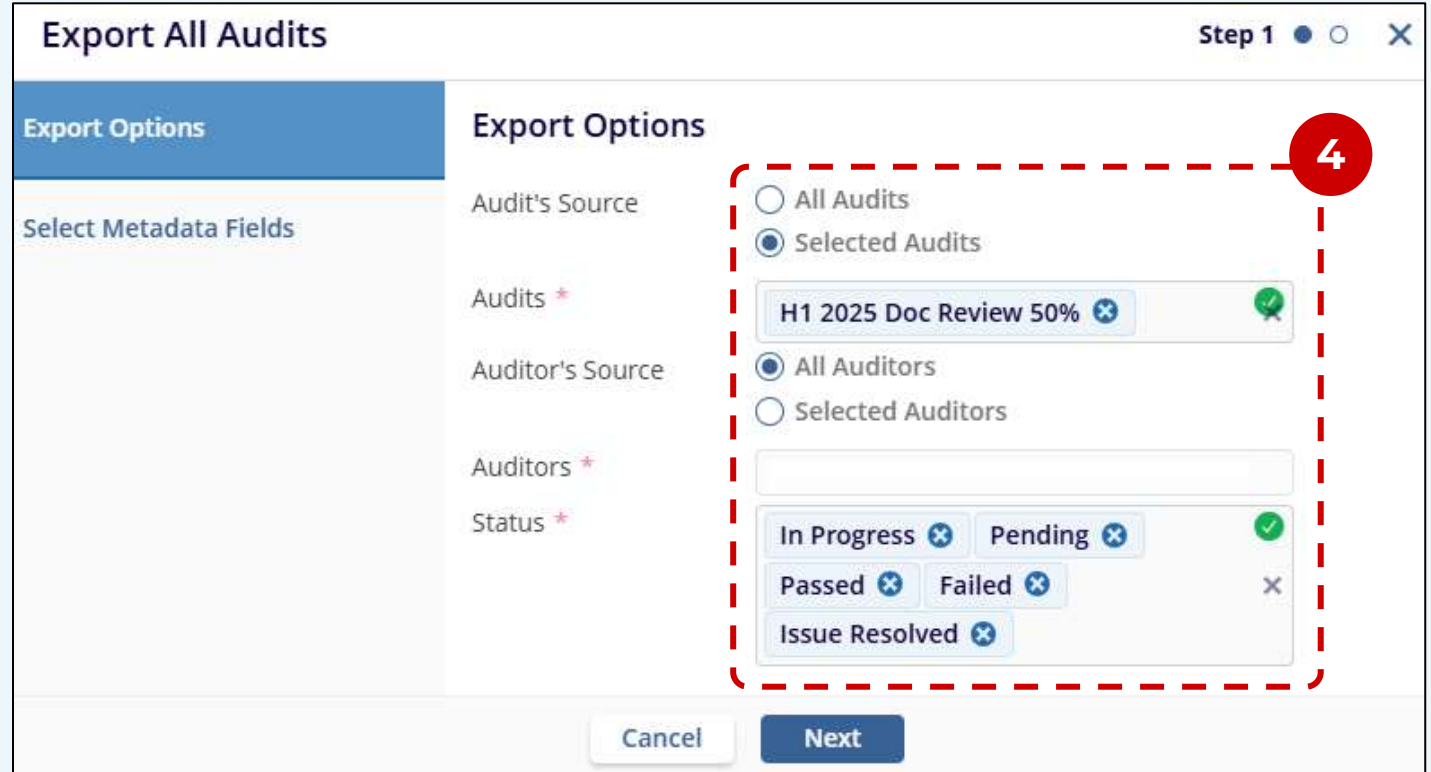 Export All Audits
Step 1
Export Options
Select Metadata Fields
Export Options
4
Audit's Source
All Audits
Selected Audits
Audits *
H1 2025 Doc Review 50%
Auditor's Source
All Auditors
Selected Auditors
Auditors *
Status *
In Progress Pending
Passed Failed
Issue Resolved
Cancel Next